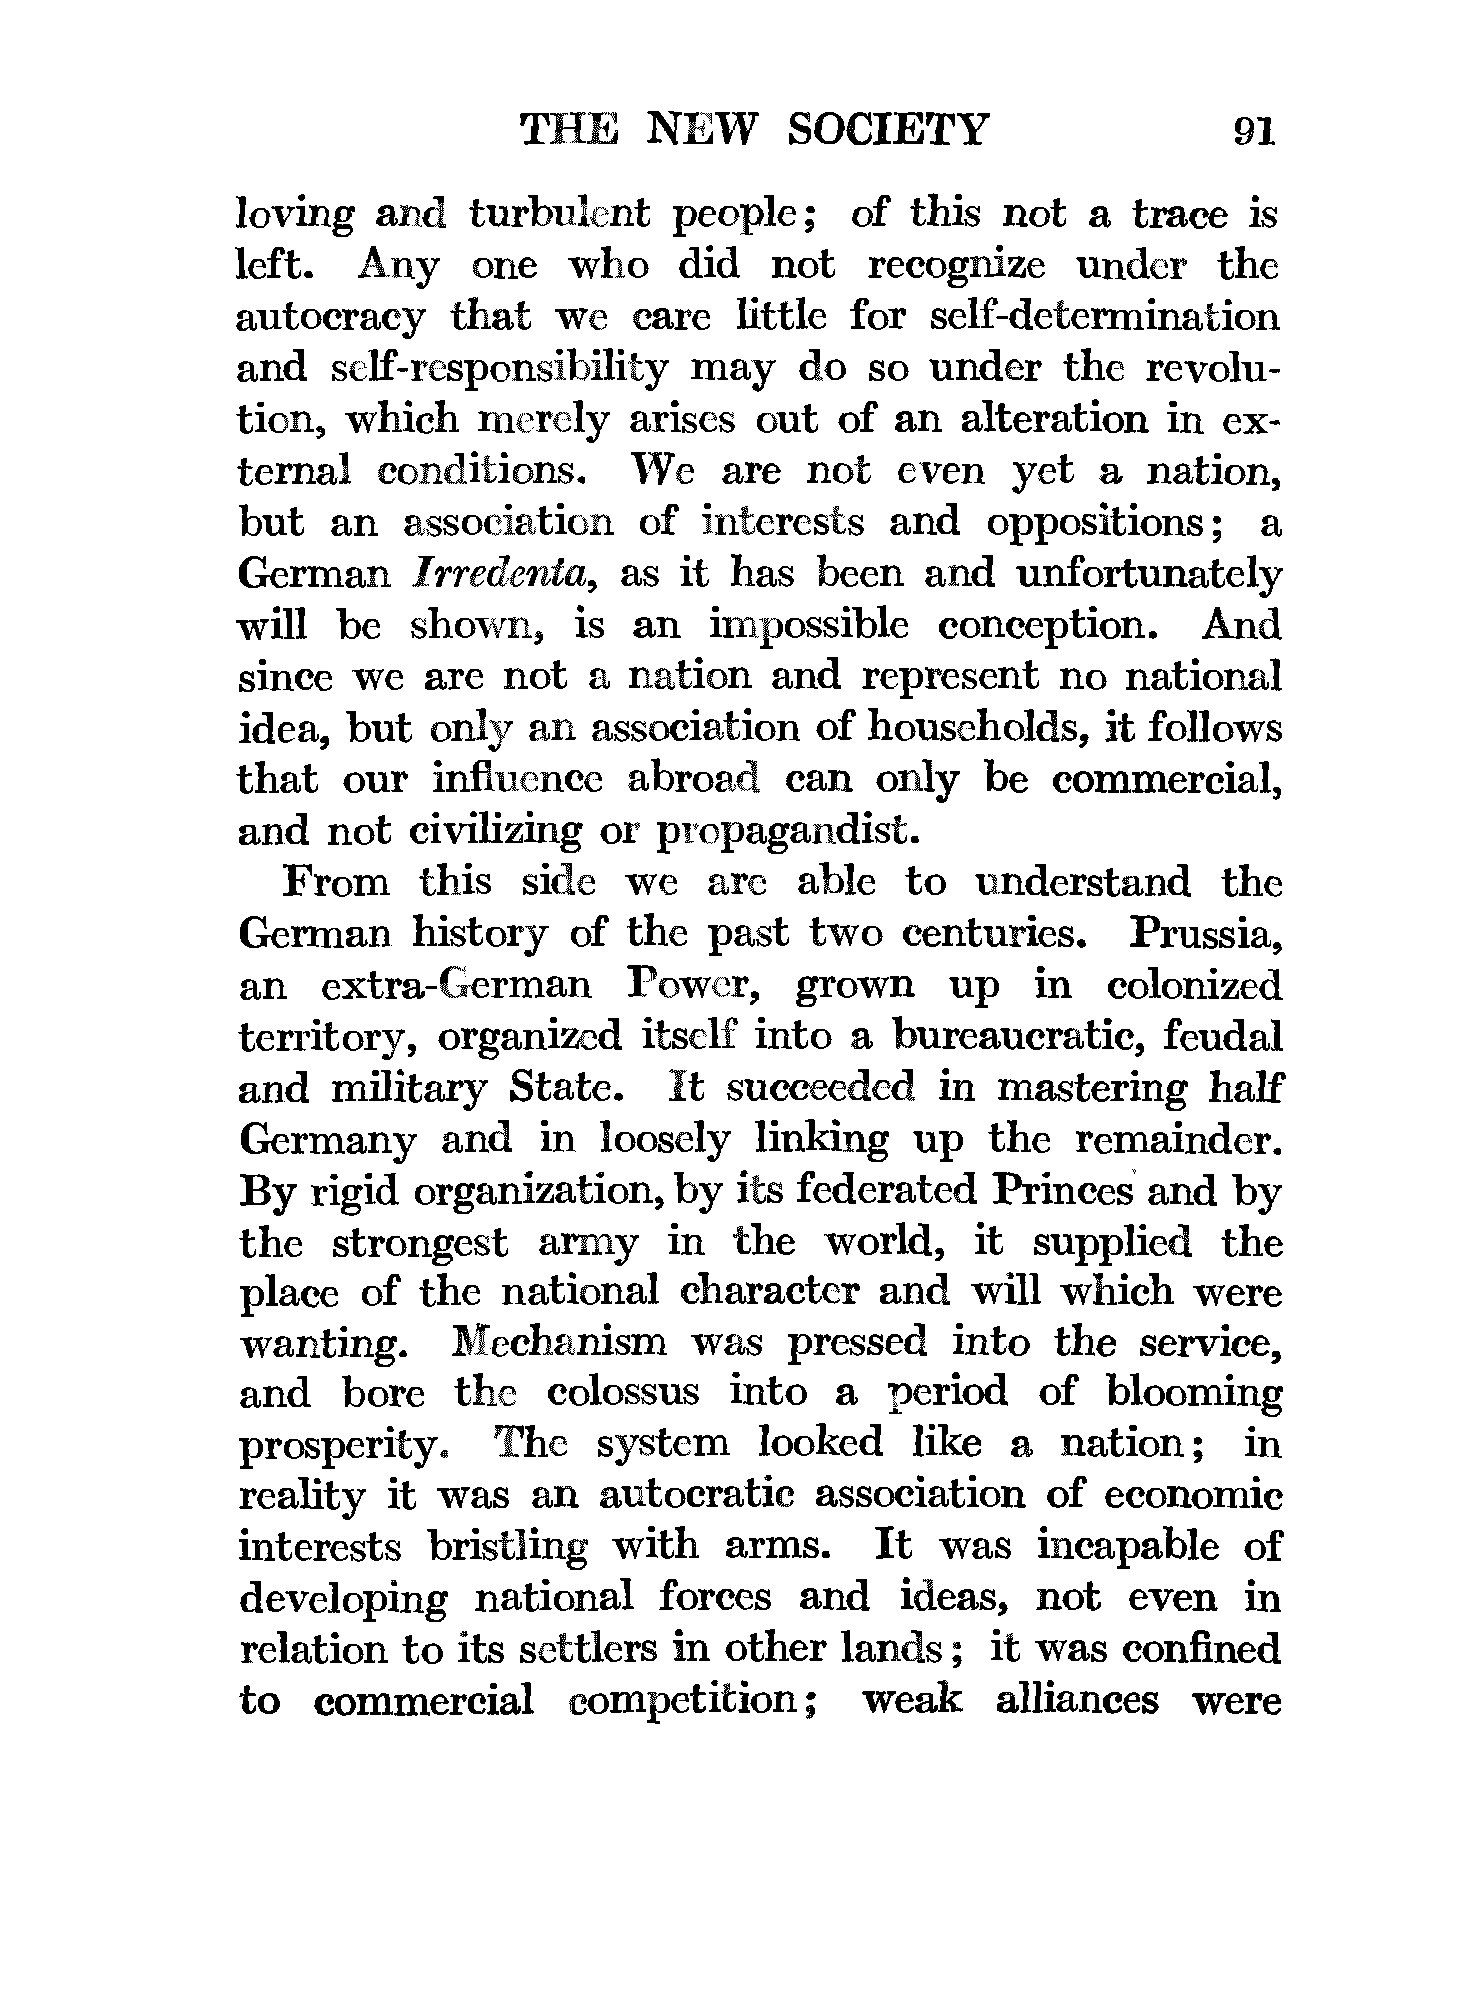 THE NEW SOCIETY 91
loving and turbulent people; of this not a trace is
left. Any one who did not recognize under the
autocracy that we care little for self-determination
and self-responsibility may do so under the revolu-
tion, which merely arises out of an alteration in ex-
ternal conditions. We are not even yet a nation,
but an association of interests and oppositions; a
German Irredenta, as it has been and unfortunately
will be shown, is an impossible conception. And
since we are not a nation and represent no national
idea, but only an association of households, it follows
that our influence abroad can only be commercial,
and not civilizing or propagandist.
From this side we are able to understand the
German history of the past two centuries. Prussia,
an extra-German Power, grown up in colonized
territory, organized itself into a bureaucratic, feudal
and military State. It succeeded in mastering half
Germany and in loosely linking up the remainder.
By rigid organization, by its federated Princes and by
the strongest army in the world, it supplied the
place of the national character and will which were
wanting. Mechanism was pressed into the service,
and bore the colossus into a period of blooming
prosperity. The system looked like a nation; in
reality it was an autocratic association of economic
interests bristling with arms. It was incapable of
developing national forces and ideas, not even in
relation to its settlers in other lands; it was confined
to commercial competition; weak alliances were